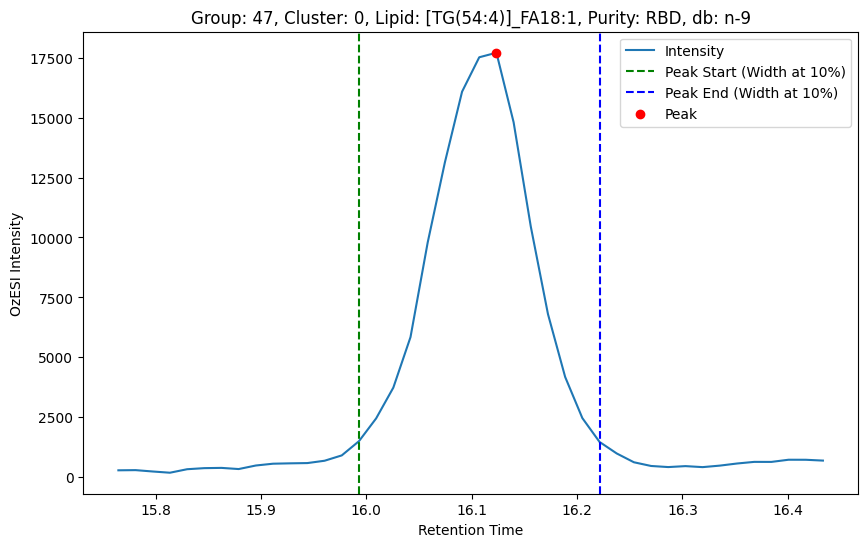 Group: 47, Cluster: 0, Lipid: [TG(54:4)]_FA18:1, Purity: RBD, db: n-9
Intensity
Peak Start (Width at 10%)
Peak End (Width at 10%)
Peak
OzESI Intensity
17500
15000
12500
10000
7500
5000
2500
0
15.8 15.9 16.0 16.1 16.2 16.3 16.4
Retention Time